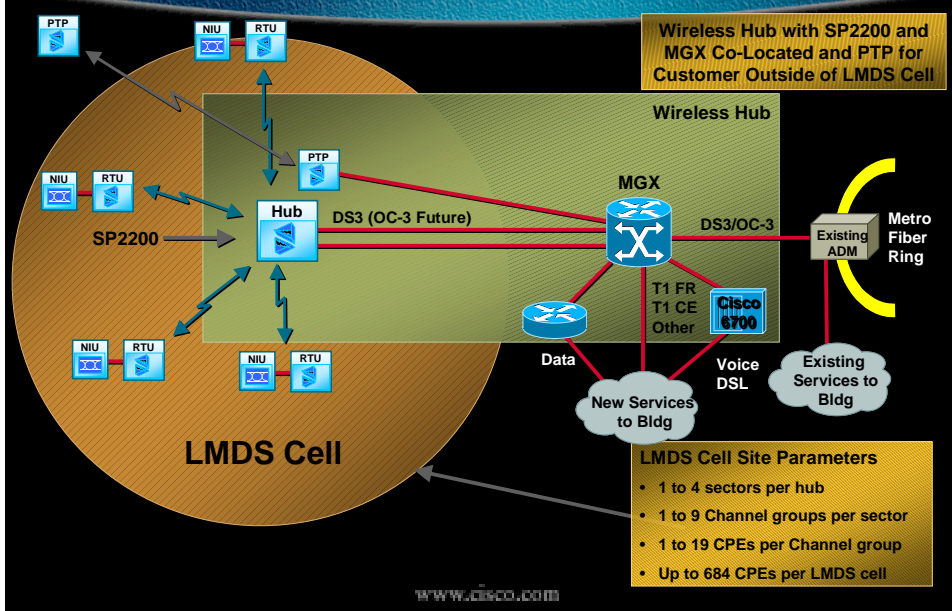 PTP
NIU
RTU
Wireless Hub with SP2200 and
MGX Co-Located and PTP for
Customer Outside of LMDS Cell
Wireless Hub
PTP
MGX
NIU
RTU
Hub
DS3 (OC-3 Future)
DS3/OC-3
Existing
ADM
Metro
Fiber
Ring
SP2200
T1 FR
T1 CE
Other
Cisco
6700
NIU
RTU
NIU
RTU
Data
Voice
DSL
Existing
Services to
Bldg
New Services
to Bldg
LMDS Cell
LMDS Cell Site Parameters
• 1 to 4 sectors per hub
• 1 to 9 Channel groups per sector
• 1 to 19 CPEs per Channel group
• Up to 684 CPEs per LMDS cell
www.cisco.com